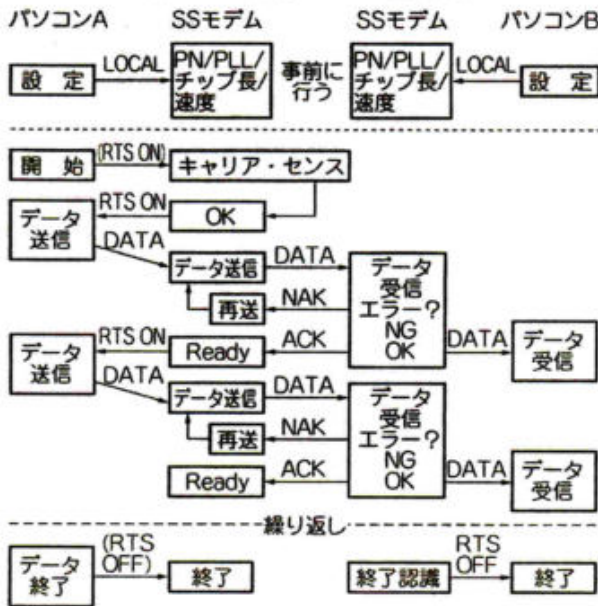 パソコンA SSモデム SSモデム パソコンB
設 定
LOCAL
PN/PLL/
チップ長/
速度
事前に
行う
PN/PLL/
チップ長/
速度
LOCAL
設 定
開 始
(RTS ON)
キャリア・センス
RTS ON
OK
データ
送信
DATA
データ送信
DATA
データ
受信
エラー?
NG
OK
再送
NAK
データ
送信
RTS ON
Ready
ACK
DATA
データ
受信
DATA
データ送信
DATA
データ
受信
エラー?
NG
OK
再送
NAK
Ready
ACK
DATA
データ
受信
繰り返し
データ
終了
(RTS
OFF)
終了
終了認識
RTS
OFF
終了